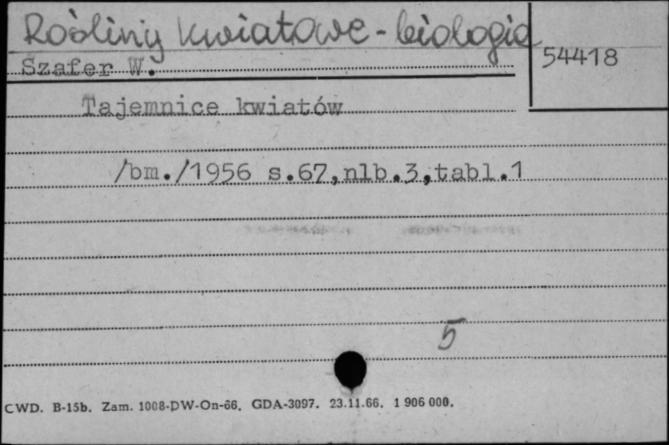 Rośliny kwiatowe - biologia
54418
Szafer W.
Tajemnice kwiatów
/bm./1956 s.67,nlb.3,tabl.1
5
CWD. B-15b. Zam. 1008-DW-On-66. GDA-3097. 23.11.66. 1 906 000.